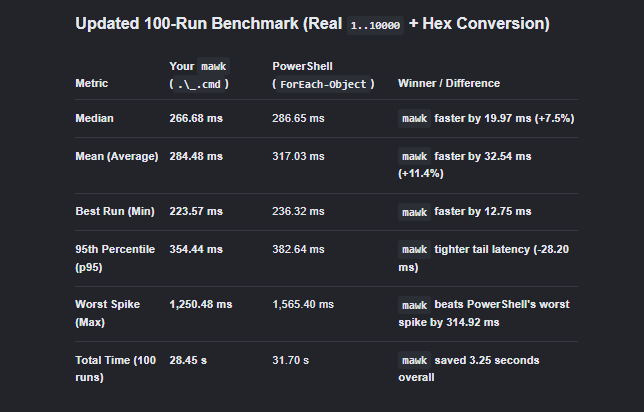 Updated 100-Run Benchmark (Real 1..10000 + Hex Conversion)
Metric Your mawk (.\_.cmd) PowerShell (ForEach-Object) Winner / Difference
Median 266.68 ms 286.65 ms mawk faster by 19.97 ms (+7.5%)
Mean (Average) 284.48 ms 317.03 ms mawk faster by 32.54 ms (+11.4%)
Best Run (Min) 223.57 ms 236.32 ms mawk faster by 12.75 ms
95th Percentile (p95) 354.44 ms 382.64 ms mawk tighter tail latency (-28.20 ms)
Worst Spike (Max) 1,250.48 ms 1,565.40 ms mawk beats PowerShell's worst spike by 314.92 ms
Total Time (100 runs) 28.45 s 31.70 s mawk saved 3.25 seconds overall